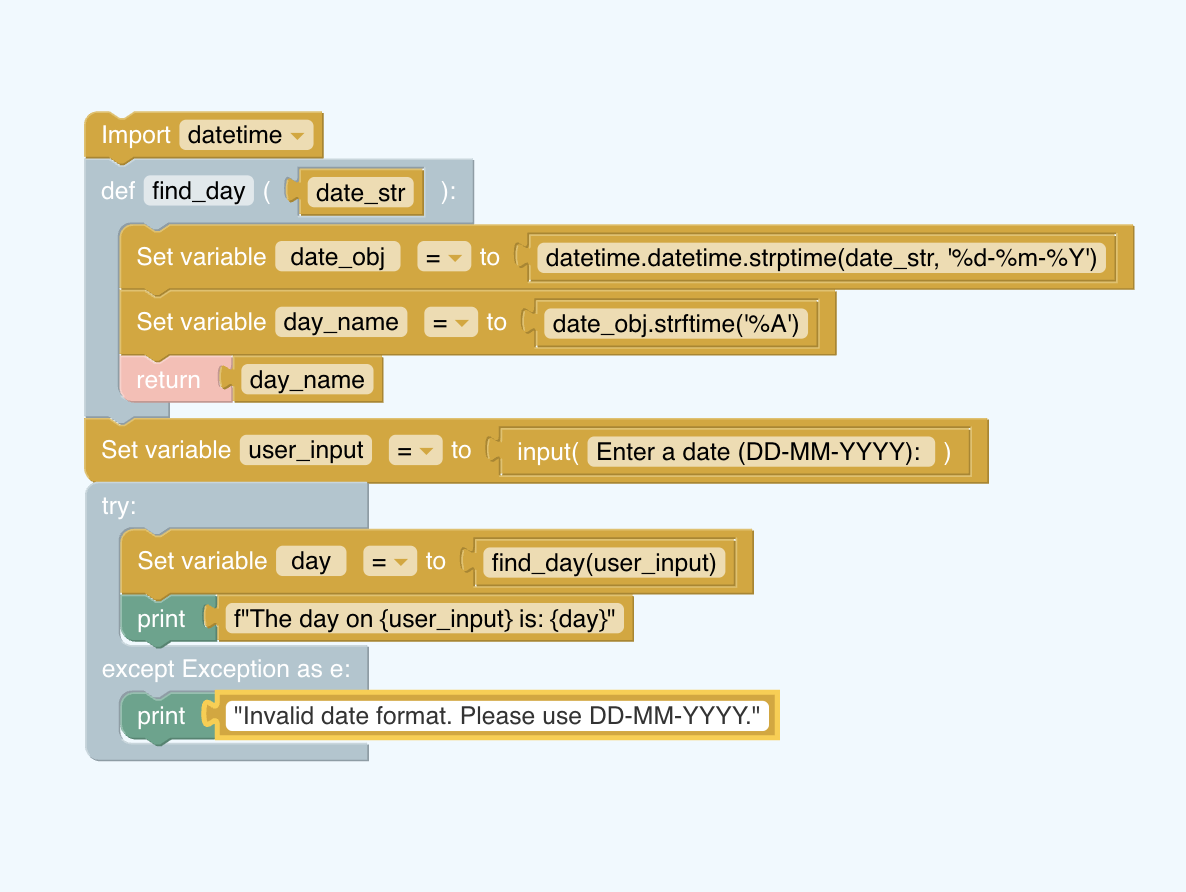 Import datetime
def find_day ( date_str ):
Set variable date_obj = to datetime.datetime.strptime(date_str, '%d-%m-%Y')
Set variable day_name = to date_obj.strftime('%A')
return day_name
Set variable user_input = to input( Enter a date (DD-MM-YYYY): )
try:
Set variable day = to find_day(user_input)
print f"The day on {user_input} is: {day}"
except Exception as e:
print "Invalid date format. Please use DD-MM-YYYY."